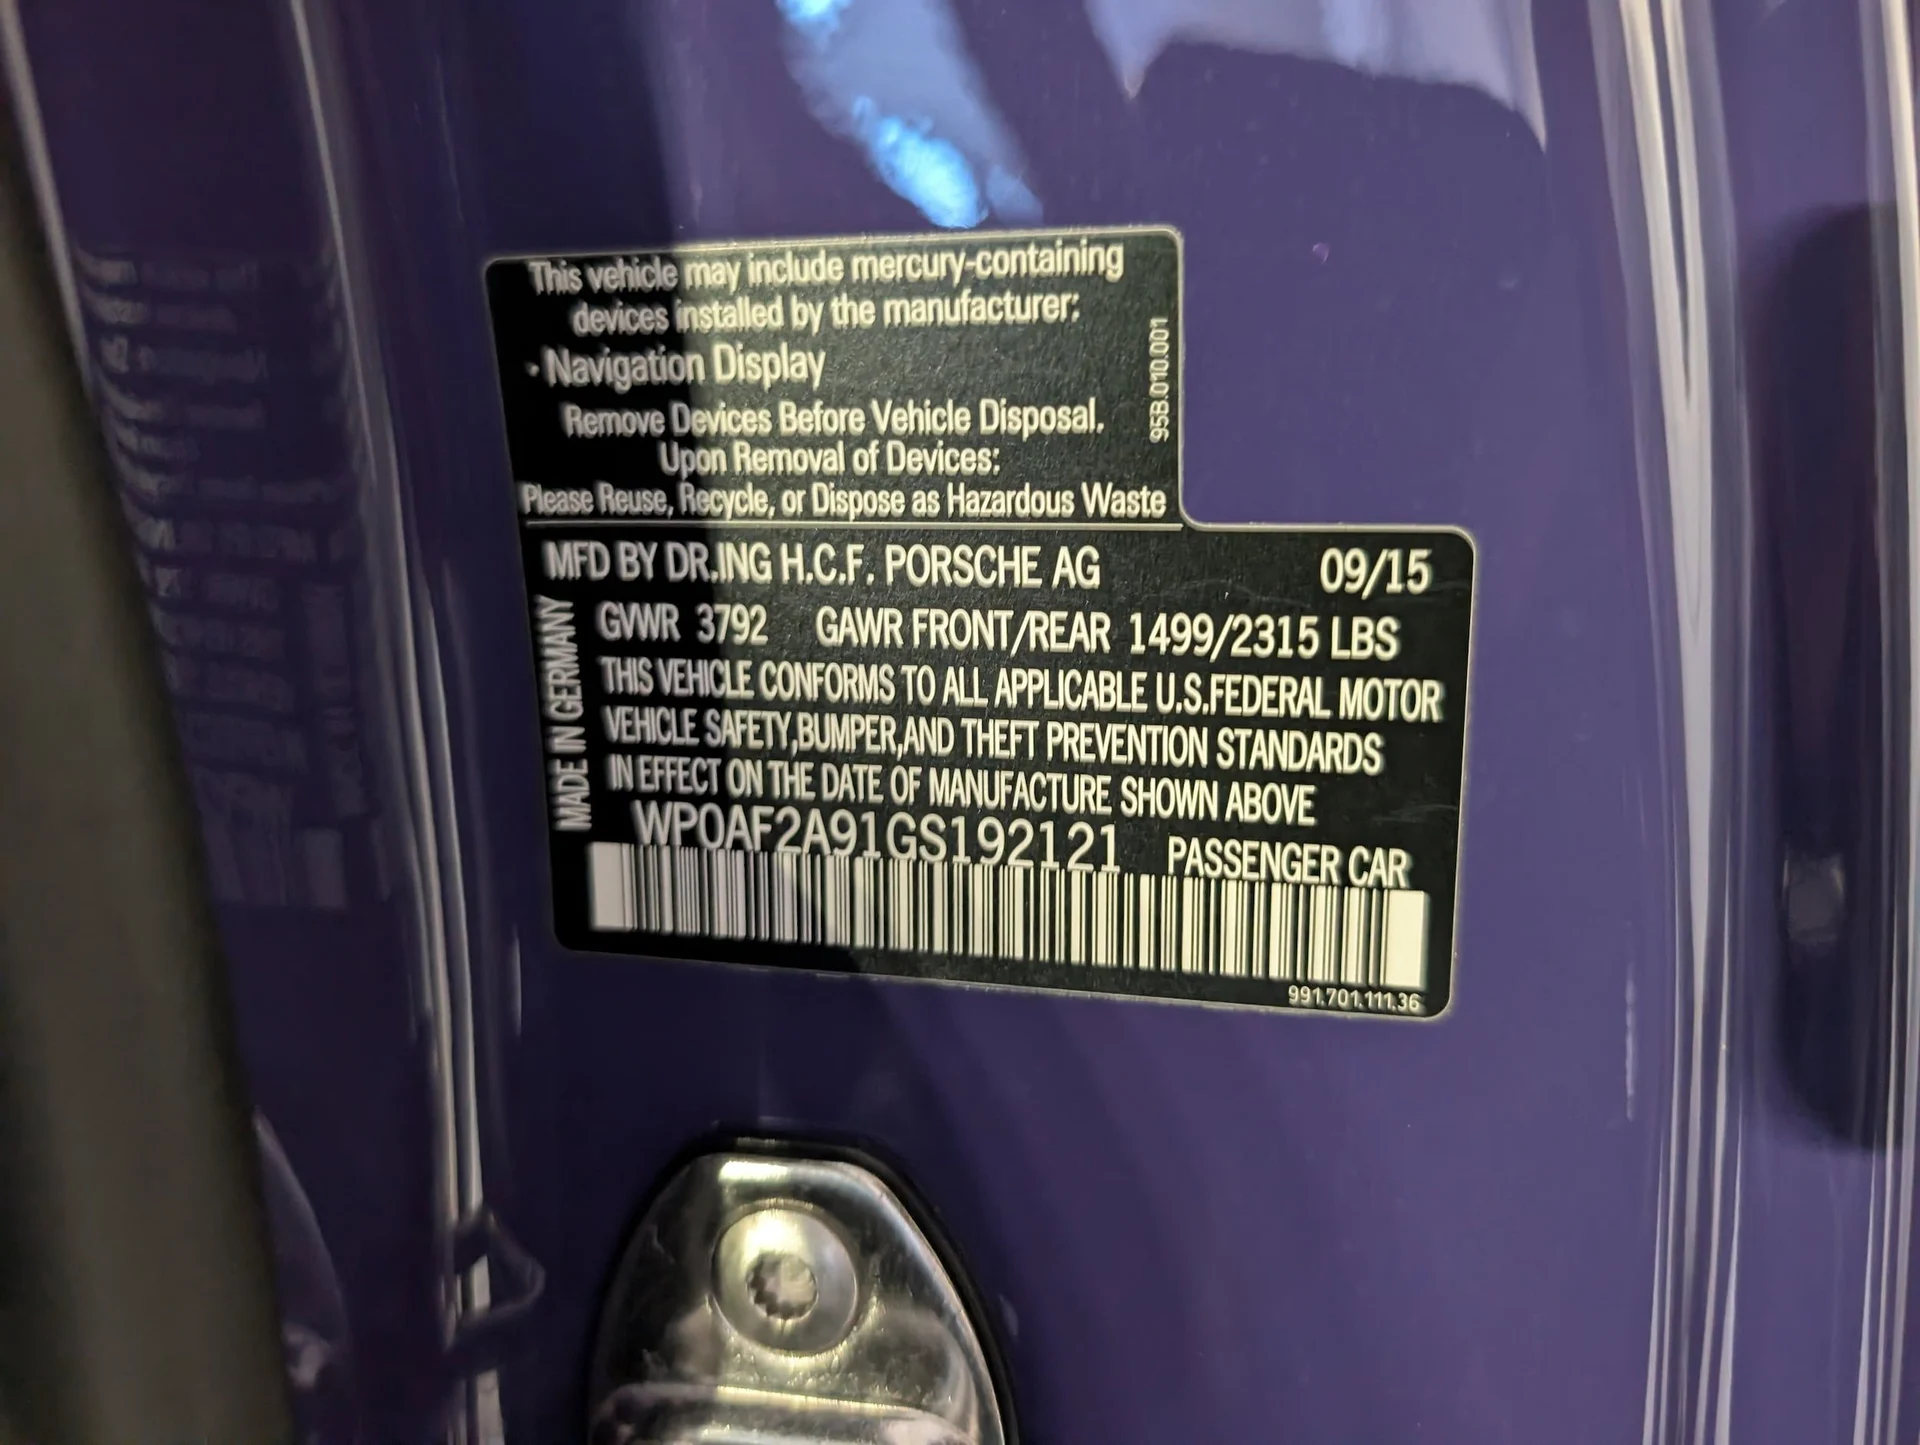 This vehicle may include mercury-containing
devices installed by the manufacturer:
· Navigation Display
Remove Devices Before Vehicle Disposal.
Upon Removal of Devices:
Please Reuse, Recycle, or Dispose as Hazardous Waste
95B.010.001
MFD BY DR.ING H.C.F. PORSCHE AG 09/15
GVWR 3792 GAWR FRONT/REAR 1499/2315 LBS
THIS VEHICLE CONFORMS TO ALL APPLICABLE U.S.FEDERAL MOTOR
VEHICLE SAFETY,BUMPER,AND THEFT PREVENTION STANDARDS
IN EFFECT ON THE DATE OF MANUFACTURE SHOWN ABOVE
MADE IN GERMANY
WP0AF2A91GS192121 PASSENGER CAR
991.701.111.36